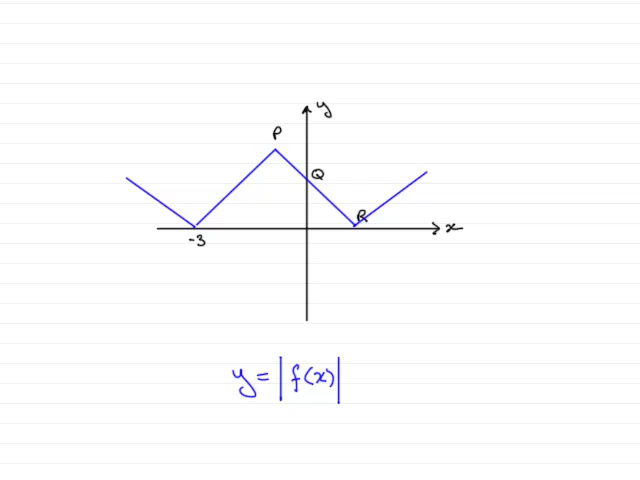 y
P
Q
R
-3
x
y = |f(x)|